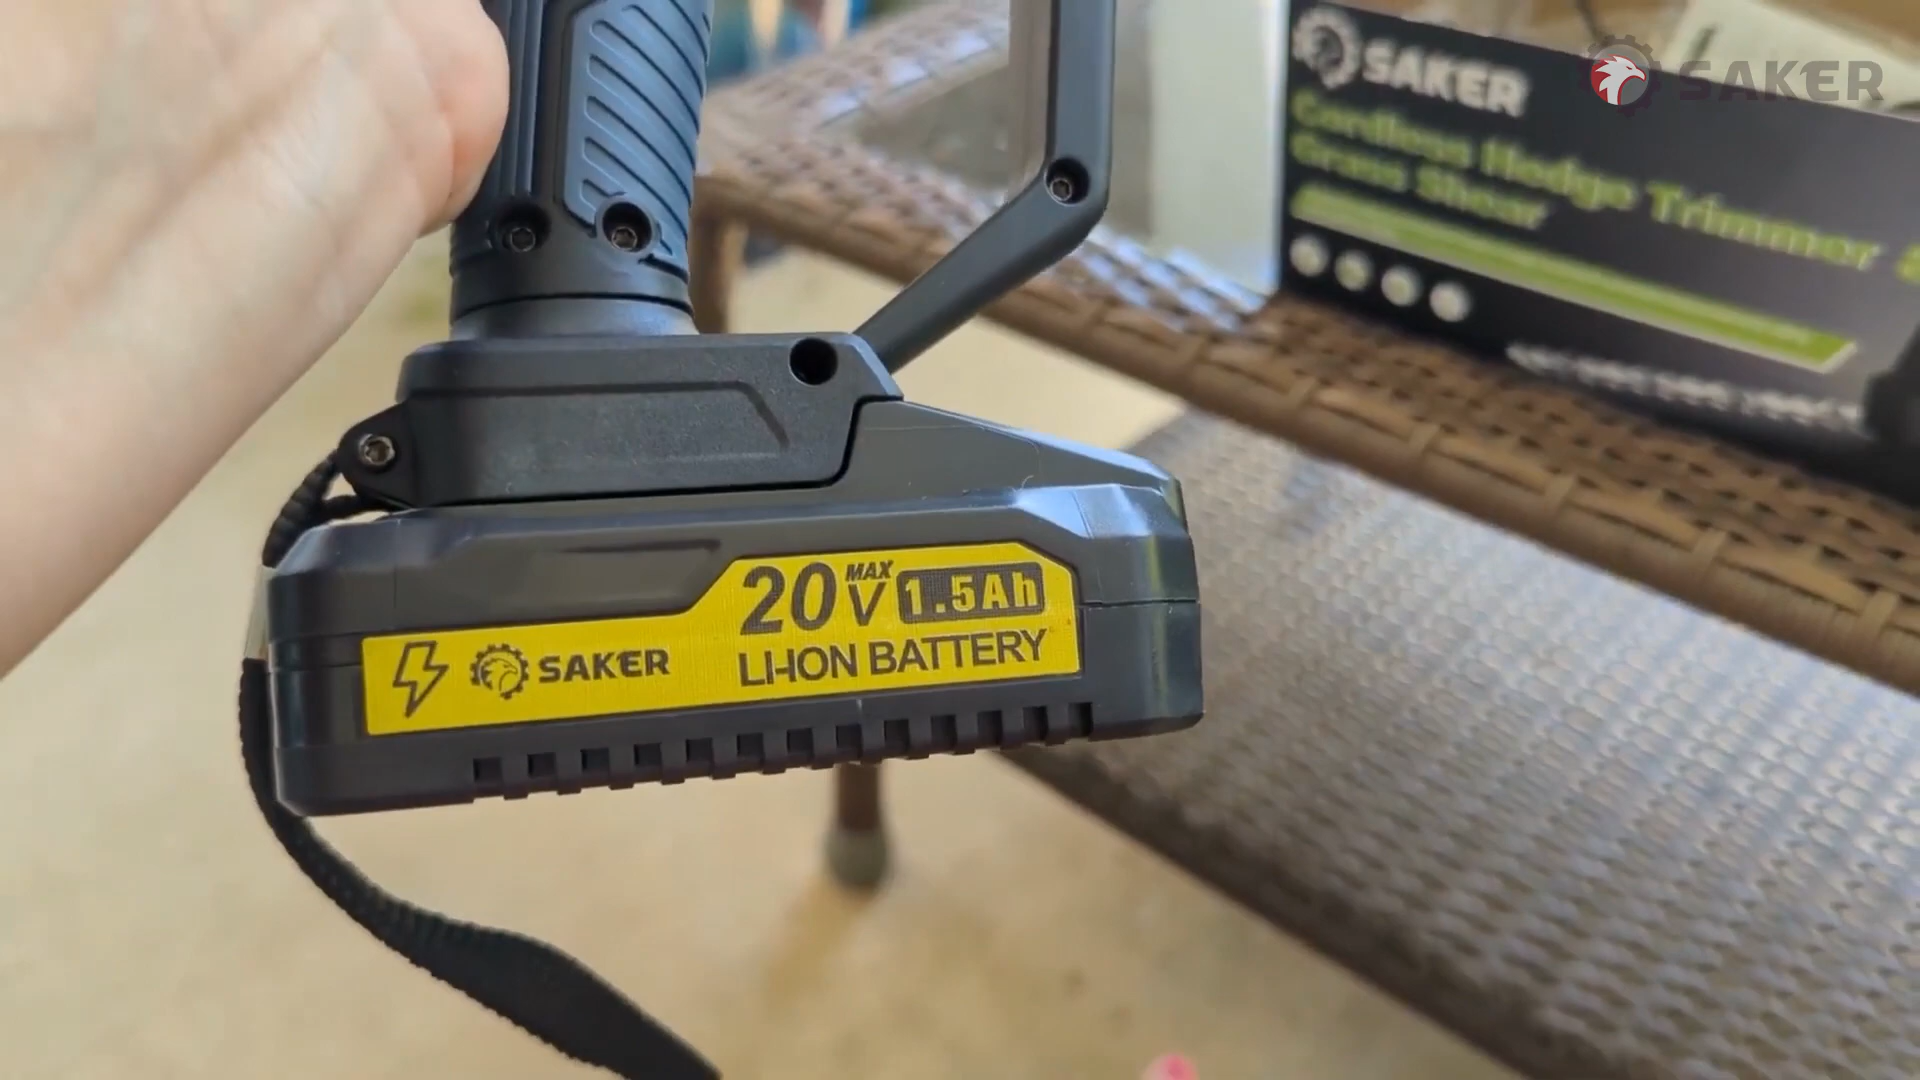 SAKER
SAKER
Cordless Hedge Trimmer &
Grass Shear
20V MAX 1.5Ah
SAKER
LI-ION BATTERY